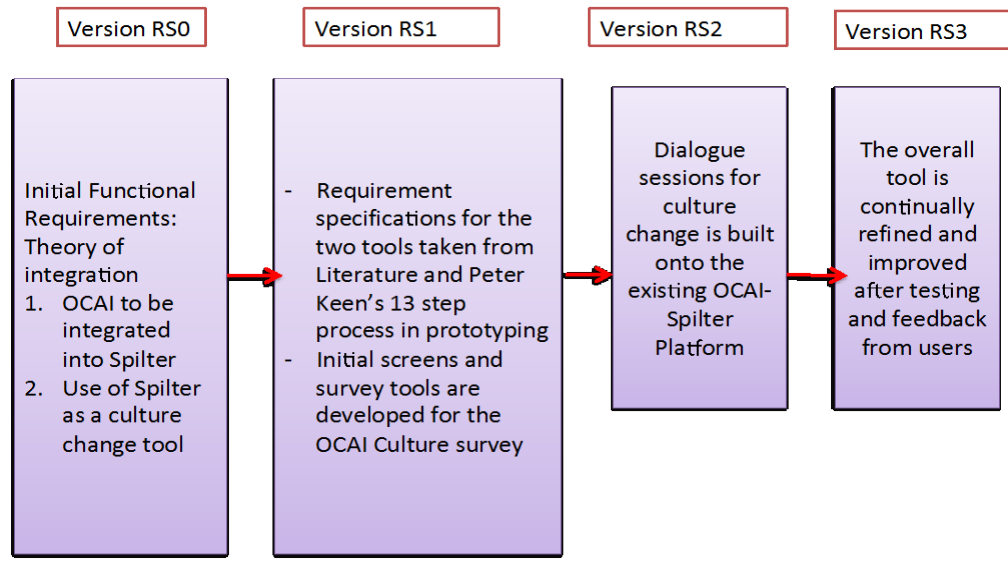 Version RS0
Version RS1
Version RS2
Version RS3
Initial Functional
Requirements:
Theory of
integration
1. OCAI to be
integrated
into Spilter
2. Use of Spilter
as a culture
change tool
- Requirement
specifications for the
two tools taken from
Literature and Peter
Keen's 13 step
process in prototyping
- Initial screens and
survey tools are
developed for the
OCAI Culture survey
Dialogue
sessions for
culture
change is built
onto the
existing OCAI-
Spilter
Platform
The overall
tool is
continually
refined and
improved
after testing
and feedback
from users